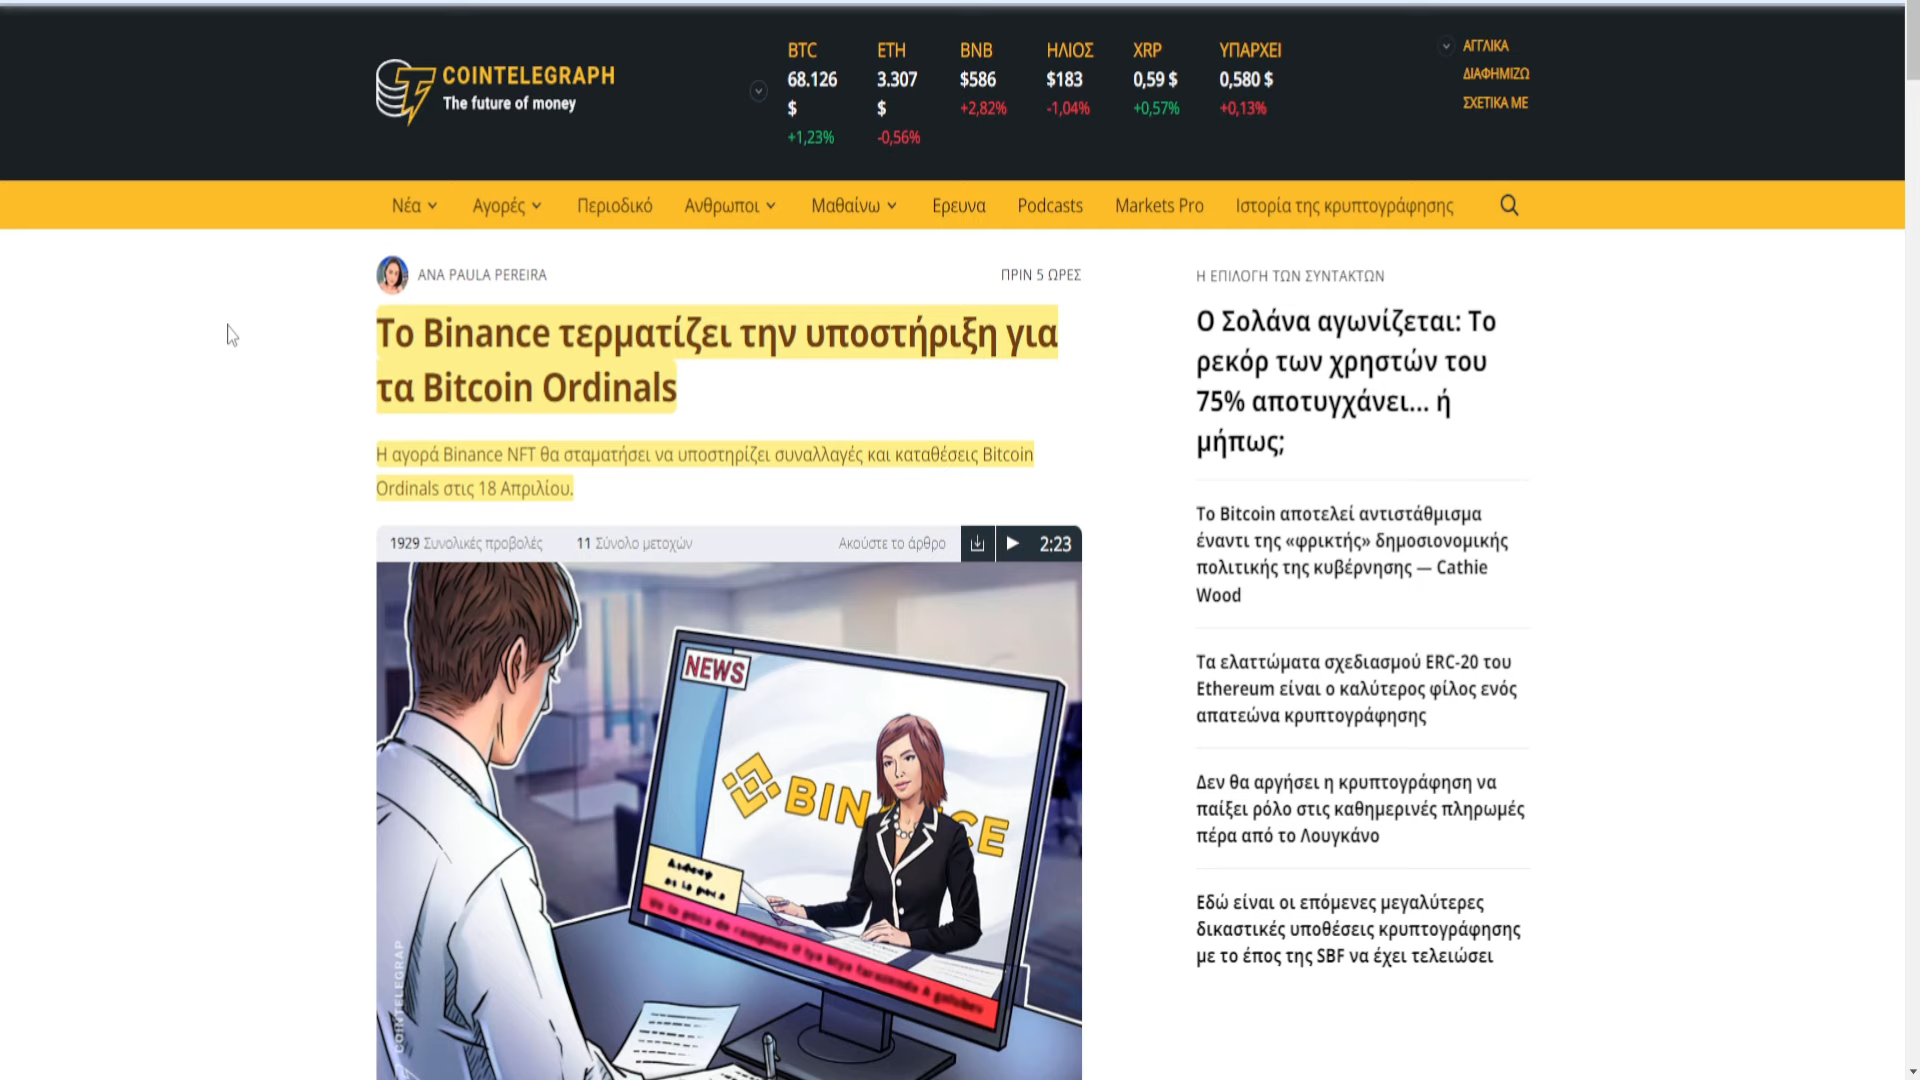 COINTELEGRAPH
The future of money
BTC
68.126
$
+1,23%
ETH
3.307
$
-0,56%
BNB
$586
+2,82%
ΗΛΙΟΣ
$183
-1,04%
XRP
0,59 $
+0,57%
ΥΠΑΡΧΕΙ
0,580 $
+0,13%
ΑΓΓΛΙΚΑ
ΔΙΑΦΗΜΙΖΩ
ΣΧΕΤΙΚΑ ΜΕ
Νέα
Αγορές
Περιοδικό
Ανθρωποι
Μαθαίνω
Ερευνα
Podcasts
Markets Pro
Ιστορία της κρυπτογράφησης
ANA PAULA PEREIRA
ΠΡΙΝ 5 ΩΡΕΣ
Το Binance τερματίζει την υποστήριξη για
τα Bitcoin Ordinals
Η αγορά Binance NFT θα σταματήσει να υποστηρίζει συναλλαγές και καταθέσεις Bitcoin
Ordinals στις 18 Απριλίου.
1929 Συνολικές προβολές
11 Σύνολο μετοχών
Ακούστε το άρθρο
2:23
NEWS
BINANCE
COINTELEGRAP
Η ΕΠΙΛΟΓΗ ΤΩΝ ΣΥΝΤΑΚΤΩΝ
Ο Σολάνα αγωνίζεται: Το
ρεκόρ των χρηστών του
75% αποτυγχάνει... ή
μήπως;
Το Bitcoin αποτελεί αντιστάθμισμα
έναντι της «φρικτής» δημοσιονομικής
πολιτικής της κυβέρνησης — Cathie
Wood
Τα ελαττώματα σχεδιασμού ERC-20 του
Ethereum είναι ο καλύτερος φίλος ενός
απατεώνα κρυπτογράφησης
Δεν θα αργήσει η κρυπτογράφηση να
παίξει ρόλο στις καθημερινές πληρωμές
πέρα από το Λουγκάνο
Εδώ είναι οι επόμενες μεγαλύτερες
δικαστικές υποθέσεις κρυπτογράφησης
με το έπος της SBF να έχει τελειώσει